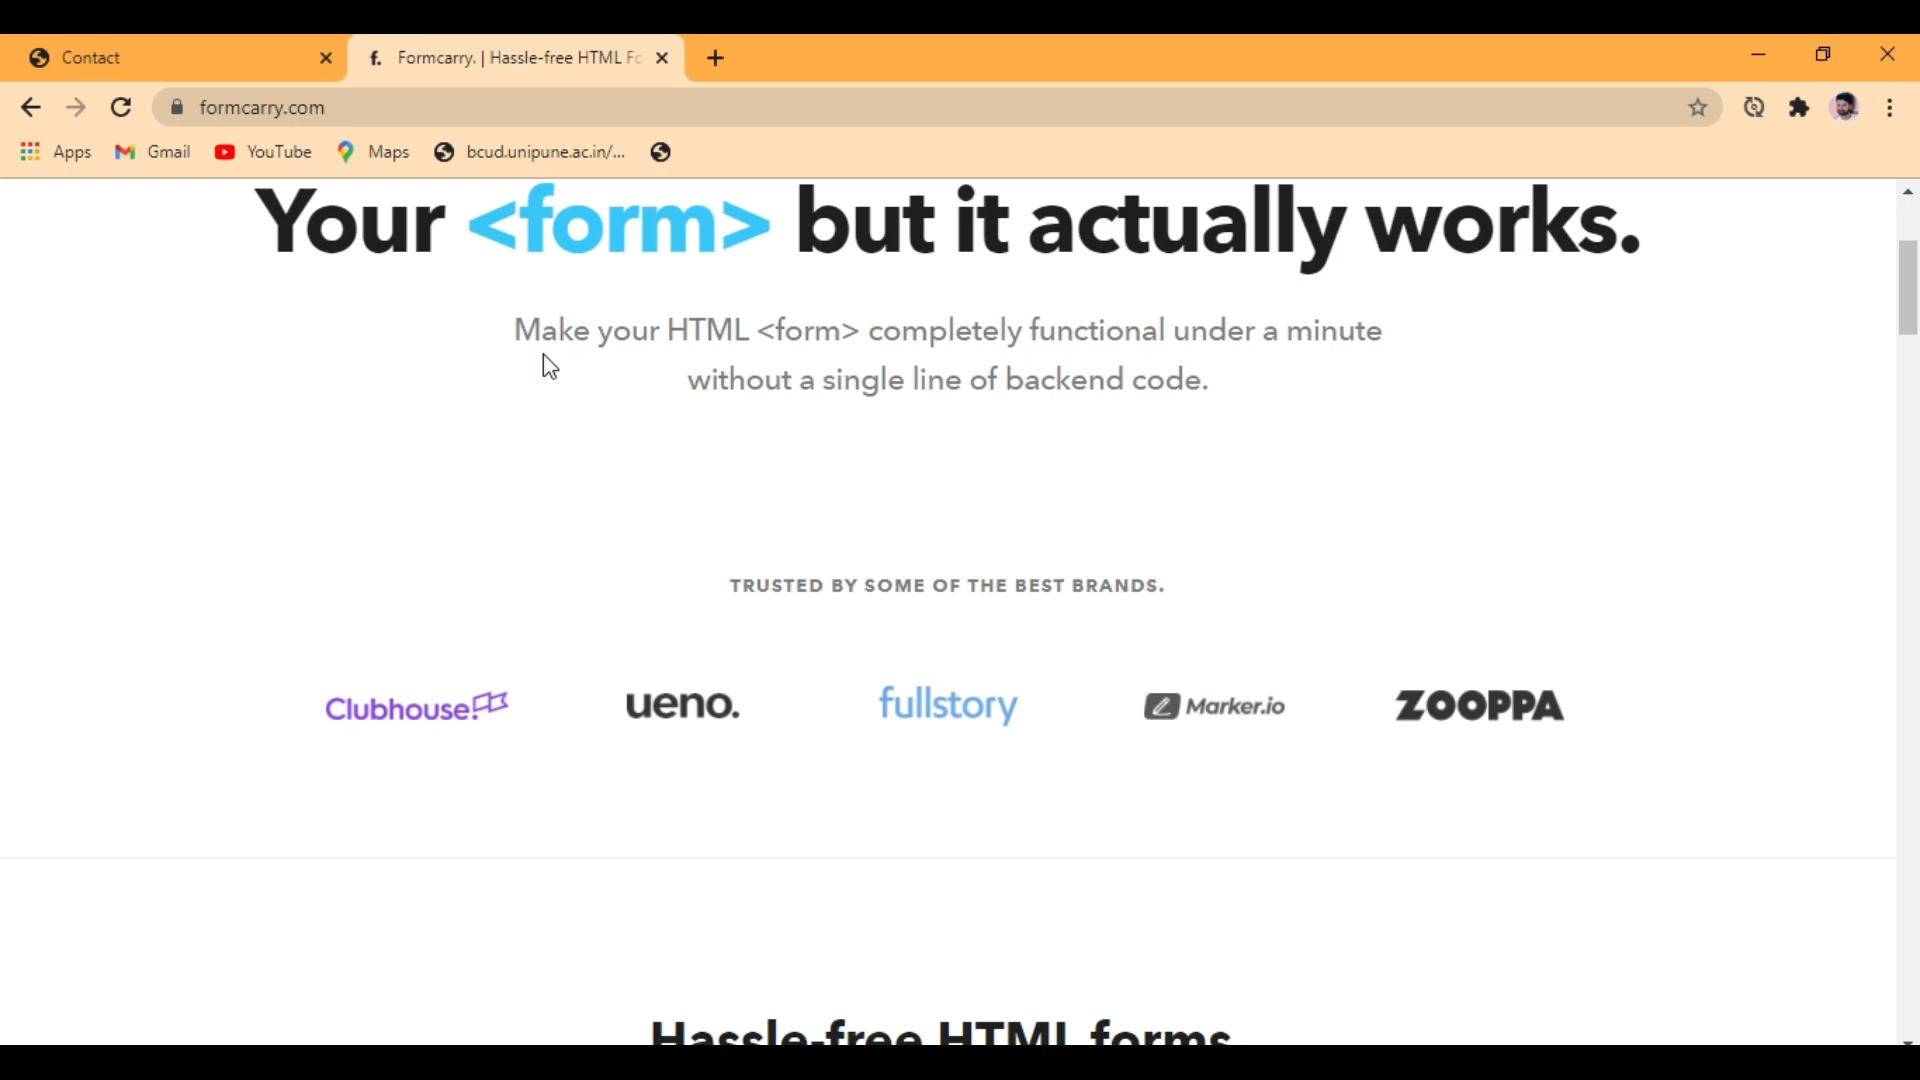 Contact
f. Formcarry. | Hassle-free HTML Fo
formcarry.com
Apps Gmail YouTube Maps bcud.unipune.ac.in/...
Your <form> but it actually works.
Make your HTML <form> completely functional under a minute
without a single line of backend code.
TRUSTED BY SOME OF THE BEST BRANDS.
Clubhouse ueno. fullstory Marker.io ZOOPPA
Hassle-free HTML forms